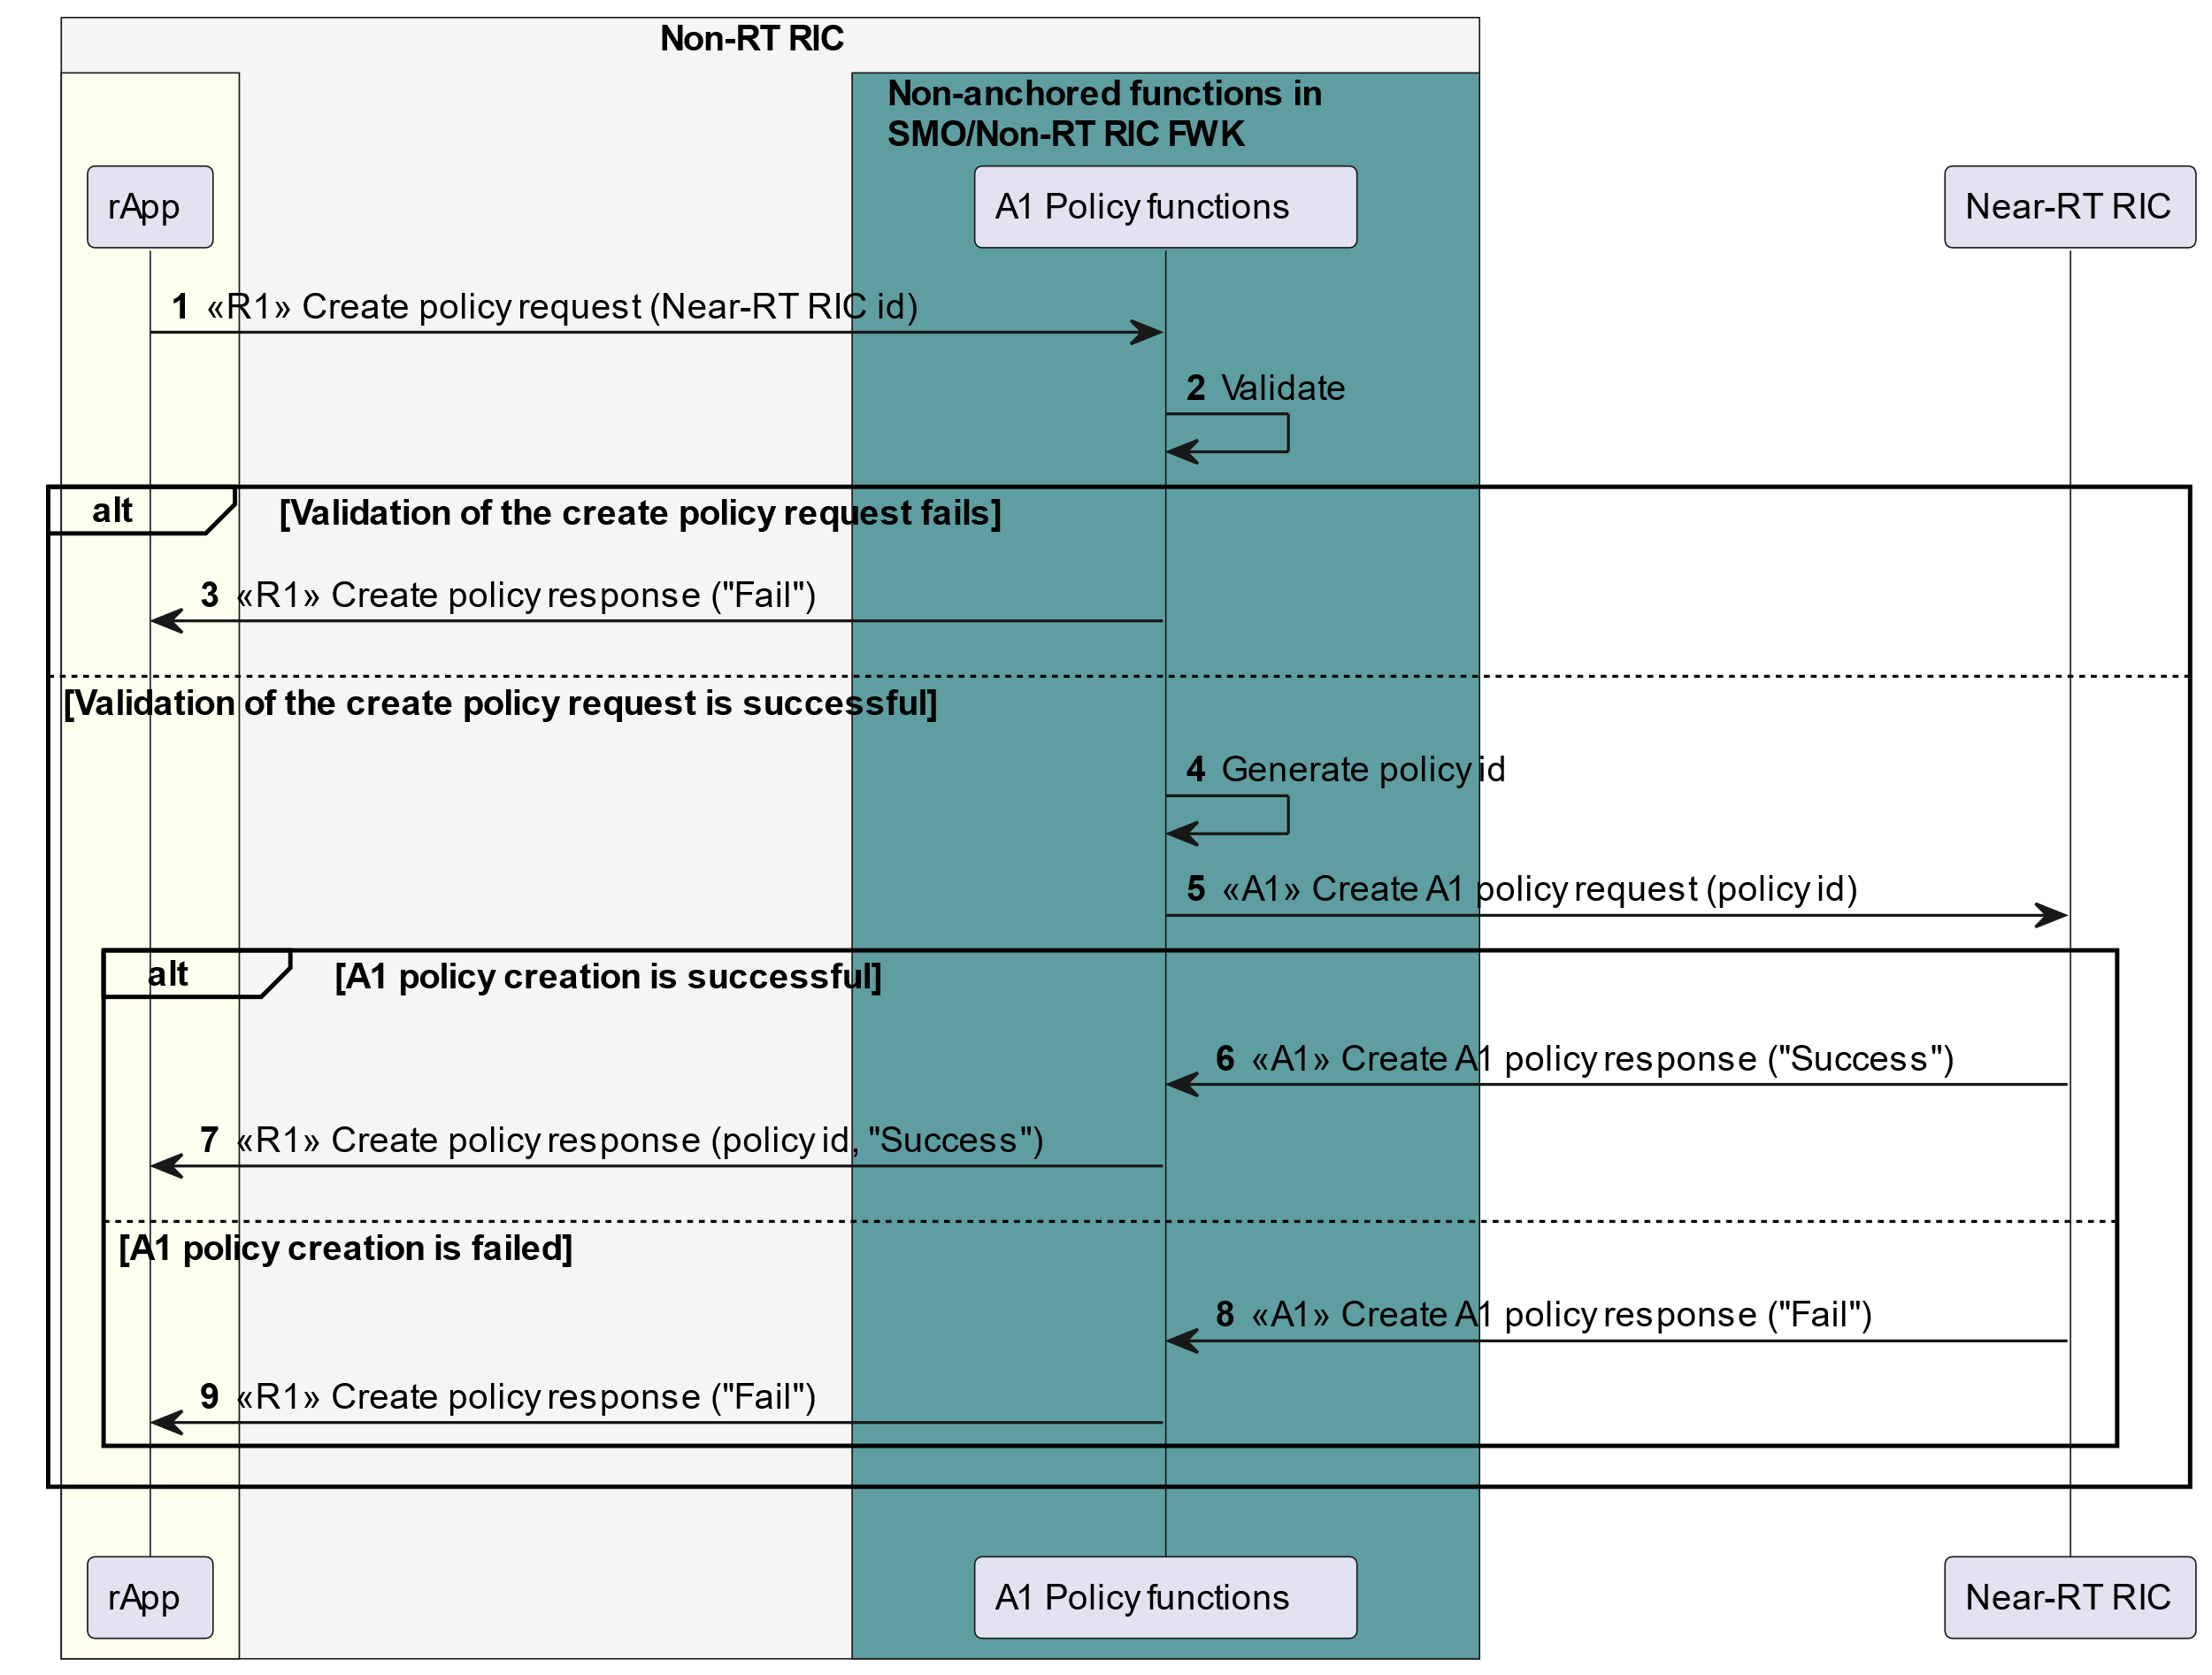 Non-RT RIC
Non-anchored functions in
SMO/Non-RT RIC FWK
rApp
A1 Policy functions
Near-RT RIC
1 «R1» Create policy request (Near-RT RIC id)
2 Validate
alt [Validation of the create policy request fails]
3 «R1» Create policy response ("Fail")
[Validation of the create policy request is successful]
4 Generate policy id
5 «A1» Create A1 policy request (policy id)
alt [A1 policy creation is successful]
6 «A1» Create A1 policy response ("Success")
7 «R1» Create policy response (policy id, "Success")
[A1 policy creation is failed]
8 «A1» Create A1 policy response ("Fail")
9 «R1» Create policy response ("Fail")
rApp
A1 Policy functions
Near-RT RIC